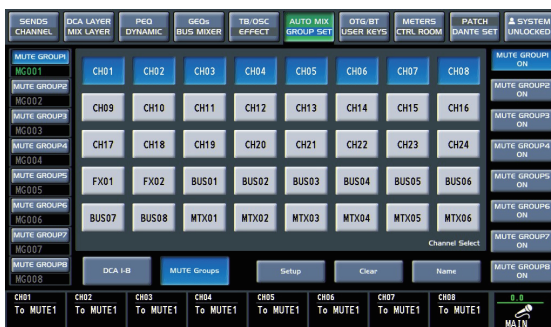 SENDS CHANNEL
DCA LAYER MIX LAYER
PEQ DYNAMIC
GEQs BUS MIXER
TB/OSC EFFECT
AUTO MIX GROUP SET
OTG/BT USER KEYS
METERS CTRL ROOM
PATCH DANTE SET
SYSTEM UNLOCKED
MUTE GROUP1
MG001
MUTE GROUP2
MG002
MUTE GROUP3
MG003
MUTE GROUP4
MG004
MUTE GROUP5
MG005
MUTE GROUP6
MG006
MUTE GROUP7
MG007
MUTE GROUP8
MG008
CH01 CH02 CH03 CH04 CH05 CH06 CH07 CH08
CH09 CH10 CH11 CH12 CH13 CH14 CH15 CH16
CH17 CH18 CH19 CH20 CH21 CH22 CH23 CH24
FX01 FX02 BUS01 BUS02 BUS03 BUS04 BUS05 BUS06
BUS07 BUS08 MTX01 MTX02 MTX03 MTX04 MTX05 MTX06
Channel Select
DCA 1-8 MUTE Groups Setup Clear Name
MUTE GROUP1
ON
MUTE GROUP2
ON
MUTE GROUP3
ON
MUTE GROUP4
ON
MUTE GROUP5
ON
MUTE GROUP6
ON
MUTE GROUP7
ON
MUTE GROUP8
ON
CH01 CH02 CH03 CH04 CH05 CH06 CH07 CH08 0.0
To MUTE1 To MUTE1 To MUTE1 To MUTE1 To MUTE1 To MUTE1 To MUTE1 To MUTE1
MAIN